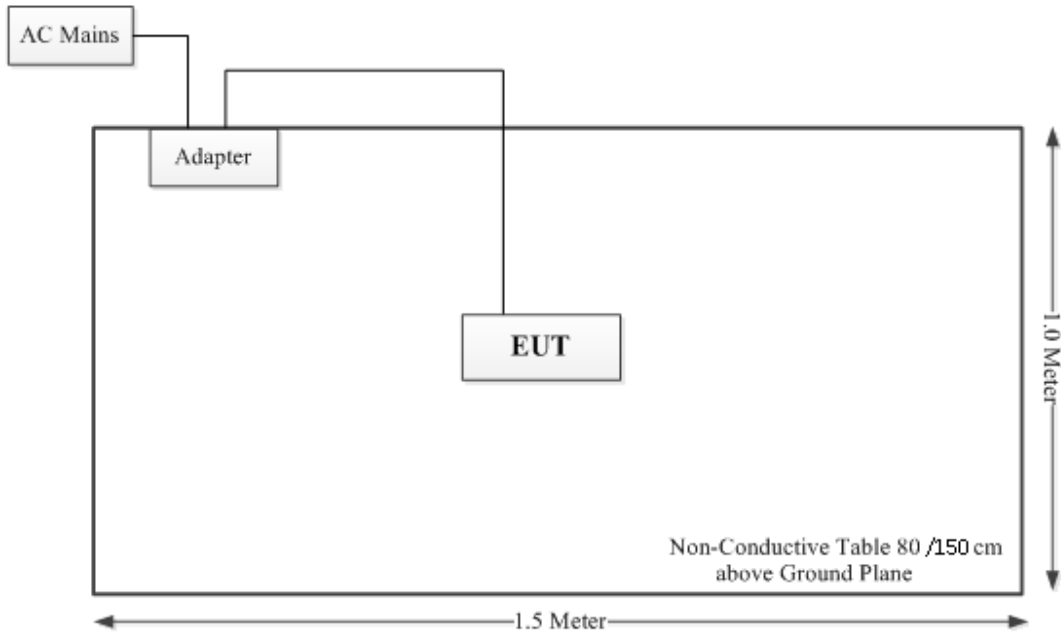 AC Mains
Adapter
EUT
1.0 Meter
Non-Conductive Table 80 /150 cm
above Ground Plane
1.5 Meter